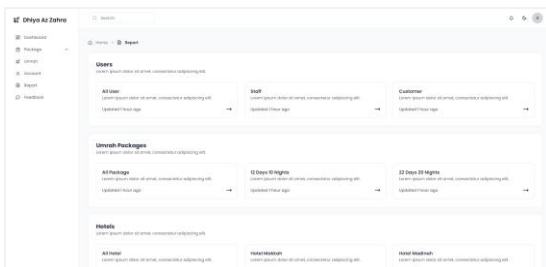 Dhiya Az Zahra
Search
Dashboard
Package
Umrah
Account
Report
Feedback
Home > Report
Users
Lorem ipsum dolor sit amet, consectetur adipiscing elit.
All User
Lorem ipsum dolor sit amet, consectetur adipiscing elit.
Updated 1 hour ago
Staff
Lorem ipsum dolor sit amet, consectetur adipiscing elit.
Updated 1 hour ago
Customer
Lorem ipsum dolor sit amet, consectetur adipiscing elit.
Updated 1 hour ago
Umrah Packages
Lorem ipsum dolor sit amet, consectetur adipiscing elit.
All Package
Lorem ipsum dolor sit amet, consectetur adipiscing elit.
Updated 1 hour ago
12 Days 10 Nights
Lorem ipsum dolor sit amet, consectetur adipiscing elit.
Updated 1 hour ago
22 Days 20 Nights
Lorem ipsum dolor sit amet, consectetur adipiscing elit.
Updated 1 hour ago
Hotels
Lorem ipsum dolor sit amet, consectetur adipiscing elit.
All Hotel
Lorem ipsum dolor sit amet, consectetur adipiscing elit.
Hotel Makkah
Lorem ipsum dolor sit amet, consectetur adipiscing elit.
Hotel Madinah
Lorem ipsum dolor sit amet, consectetur adipiscing elit.